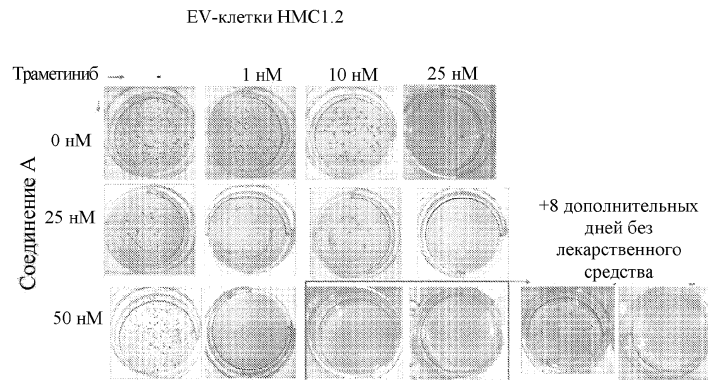 EV-клетки HMC1.2
Траметиниб - 1 нМ 10 нМ 25 нМ
Соединение А
0 нМ
25 нМ
50 нМ
+8 дополнительных
дней без
лекарственного
средства